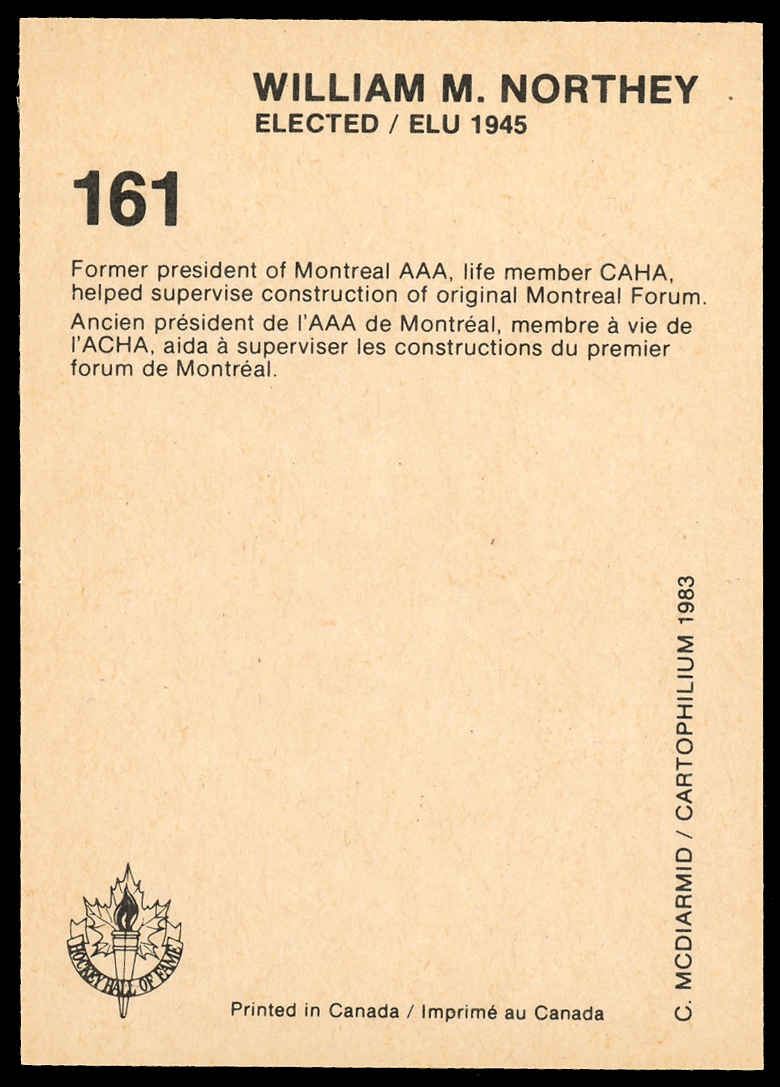 WILLIAM M. NORTHEY
ELECTED / ELU 1945
161
Former president of Montreal AAA, life member CAHA,
helped supervise construction of original Montreal Forum.
Ancien président de l'AAA de Montréal, membre à vie de
l'ACHA, aida à superviser les constructions du premier
forum de Montréal.
C. MCDIARMID / CARTOPHILIUM 1983
HOCKEY HALL OF FAME
Printed in Canada / Imprimé au Canada